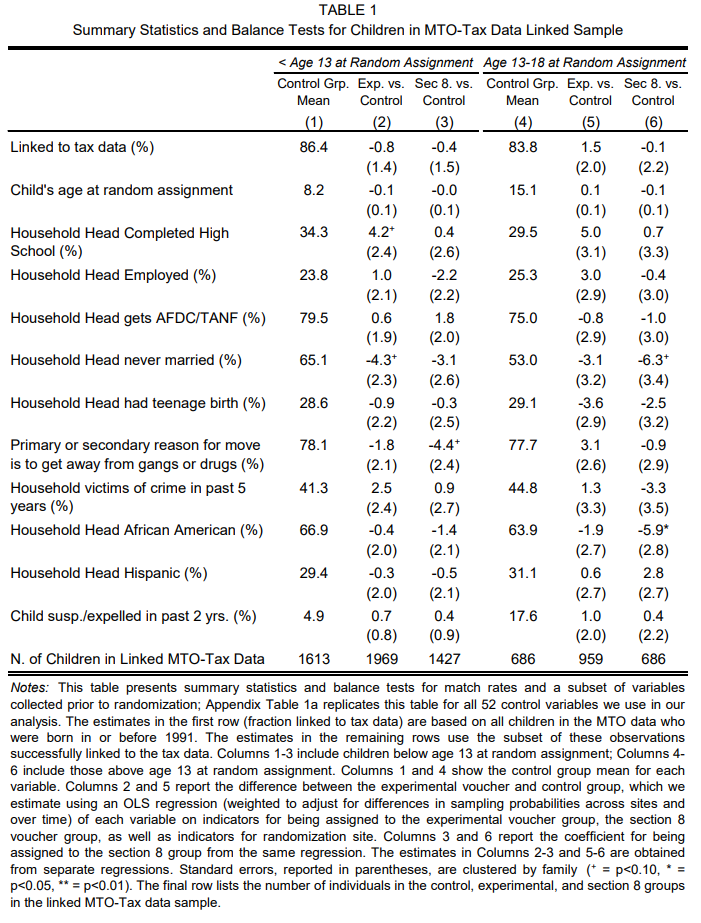 TABLE 1
Summary Statistics and Balance Tests for Children in MTO-Tax Data Linked Sample
< Age 13 at Random Assignment Age 13-18 at Random Assignment
Control Grp. Exp. vs. Sec 8. vs. Control Grp. Exp. vs. Sec 8. vs.
Mean Control Control Mean Control Control
(1) (2) (3) (4) (5) (6)
Linked to tax data (%) 86.4 -0.8 -0.4 83.8 1.5 -0.1
(1.4) (1.5) (2.0) (2.2)
Child's age at random assignment 8.2 -0.1 -0.0 15.1 0.1 -0.1
(0.1) (0.1) (0.1) (0.1)
Household Head Completed High 34.3 4.2⁺ 0.4 29.5 5.0 0.7
School (%) (2.4) (2.6) (3.1) (3.3)
Household Head Employed (%) 23.8 1.0 -2.2 25.3 3.0 -0.4
(2.1) (2.2) (2.9) (3.0)
Household Head gets AFDC/TANF (%) 79.5 0.6 1.8 75.0 -0.8 -1.0
(1.9) (2.0) (2.9) (3.0)
Household Head never married (%) 65.1 -4.3⁺ -3.1 53.0 -3.1 -6.3⁺
(2.3) (2.6) (3.2) (3.4)
Household Head had teenage birth (%) 28.6 -0.9 -0.3 29.1 -3.6 -2.5
(2.2) (2.5) (2.9) (3.2)
Primary or secondary reason for move 78.1 -1.8 -4.4⁺ 77.7 3.1 -0.9
is to get away from gangs or drugs (%) (2.1) (2.4) (2.6) (2.9)
Household victims of crime in past 5 41.3 2.5 0.9 44.8 1.3 -3.3
years (%) (2.4) (2.7) (3.3) (3.5)
Household Head African American (%) 66.9 -0.4 -1.4 63.9 -1.9 -5.9*
(2.0) (2.1) (2.7) (2.8)
Household Head Hispanic (%) 29.4 -0.3 -0.5 31.1 0.6 2.8
(2.0) (2.1) (2.7) (2.7)
Child susp./expelled in past 2 yrs. (%) 4.9 0.7 0.4 17.6 1.0 0.4
(0.8) (0.9) (2.0) (2.2)
N. of Children in Linked MTO-Tax Data 1613 1969 1427 686 959 686
Notes: This table presents summary statistics and balance tests for match rates and a subset of variables
collected prior to randomization; Appendix Table 1a replicates this table for all 52 control variables we use in our
analysis. The estimates in the first row (fraction linked to tax data) are based on all children in the MTO data who
were born in or before 1991. The estimates in the remaining rows use the subset of these observations
successfully linked to the tax data. Columns 1-3 include children below age 13 at random assignment; Columns 4-
6 include those above age 13 at random assignment. Columns 1 and 4 show the control group mean for each
variable. Columns 2 and 5 report the difference between the experimental voucher and control group, which we
estimate using an OLS regression (weighted to adjust for differences in sampling probabilities across sites and
over time) of each variable on indicators for being assigned to the experimental voucher group, the section 8
voucher group, as well as indicators for randomization site. Columns 3 and 6 report the coefficient for being
assigned to the section 8 group from the same regression. The estimates in Columns 2-3 and 5-6 are obtained
from separate regressions. Standard errors, reported in parentheses, are clustered by family (⁺ = p<0.10, * =
p<0.05, ** = p<0.01). The final row lists the number of individuals in the control, experimental, and section 8 groups
in the linked MTO-Tax data sample.